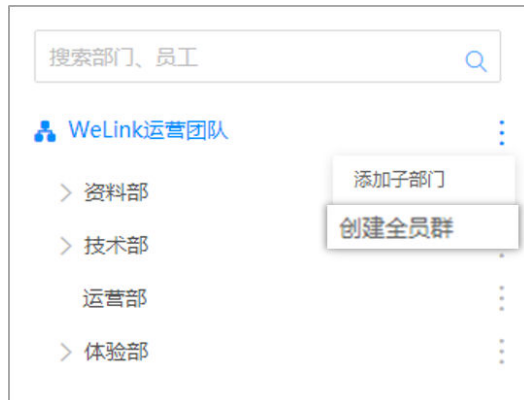 搜索部门、员工
WeLink运营团队
添加子部门
资料部
创建全员群
技术部
运营部
体验部